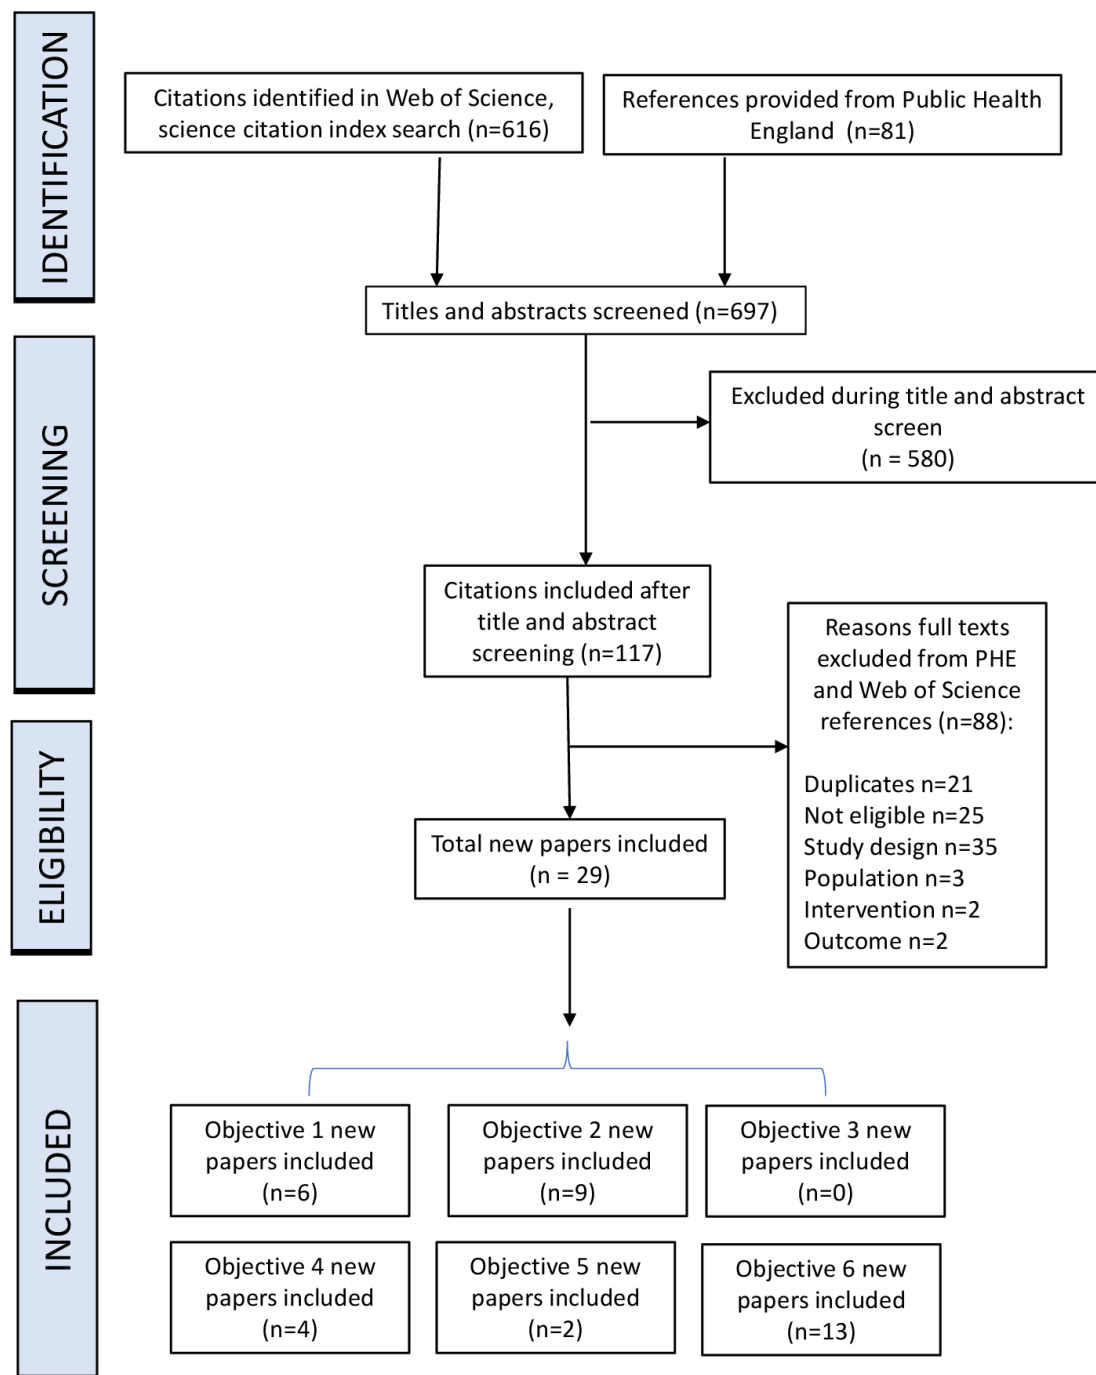 IDENTIFICATION
Citations identified in Web of Science,
science citation index search (n=616)
References provided from Public Health
England (n=81)
Titles and abstracts screened (n=697)
SCREENING
Excluded during title and abstract
screen
(n = 580)
Citations included after
title and abstract
screening (n=117)
Reasons full texts
excluded from PHE
and Web of Science
references (n=88):
Duplicates n=21
Not eligible n=25
Study design n=35
Population n=3
Intervention n=2
Outcome n=2
ELIGIBILITY
Total new papers included
(n = 29)
INCLUDED
Objective 1 new
papers included
(n=6)
Objective 2 new
papers included
(n=9)
Objective 3 new
papers included
(n=0)
Objective 4 new
papers included
(n=4)
Objective 5 new
papers included
(n=2)
Objective 6 new
papers included
(n=13)